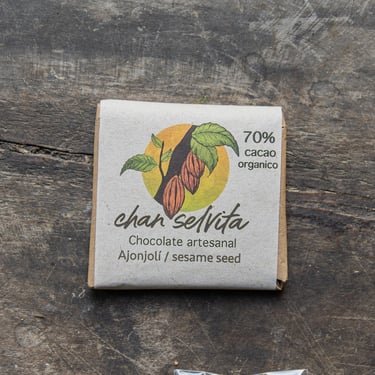 70%
cacao
organico
chan selvita
Chocolate artesanal
Ajonjolí / sesame seed